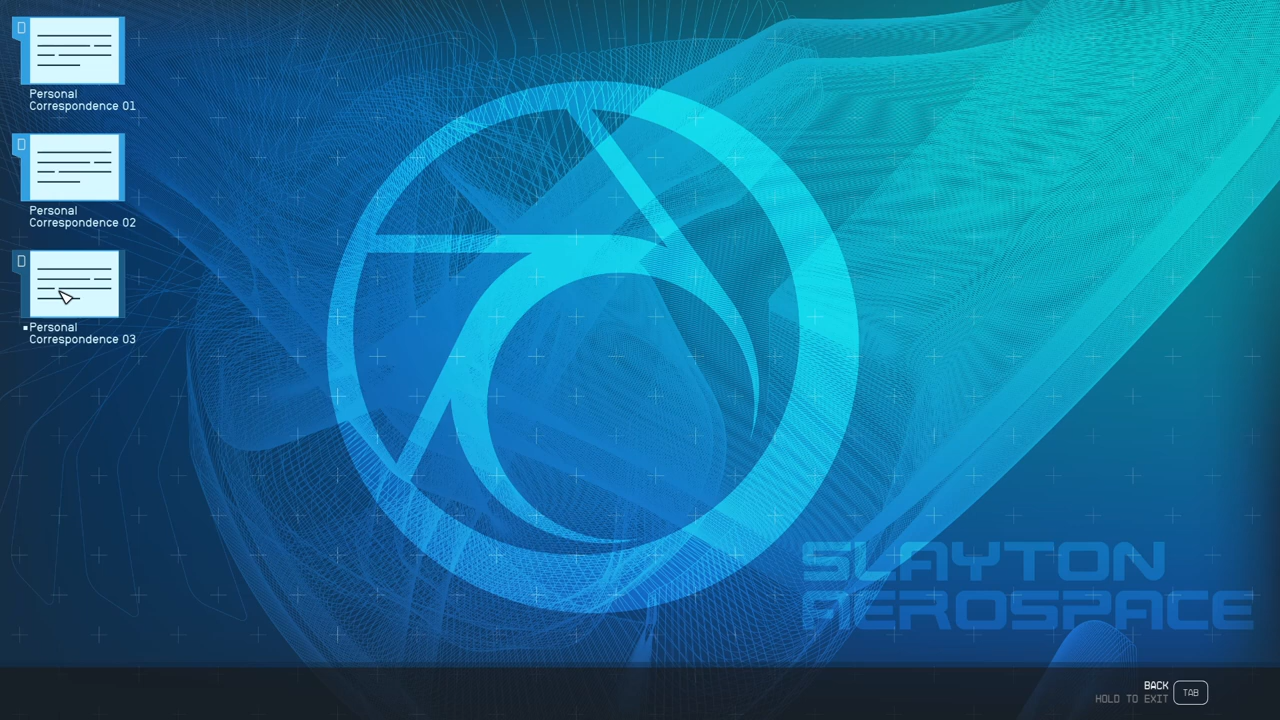 Personal
Correspondence 01
Personal
Correspondence 02
Personal
Correspondence 03
SLAYTON
AEROSPACE
BACK
HOLD TO EXIT
TAB